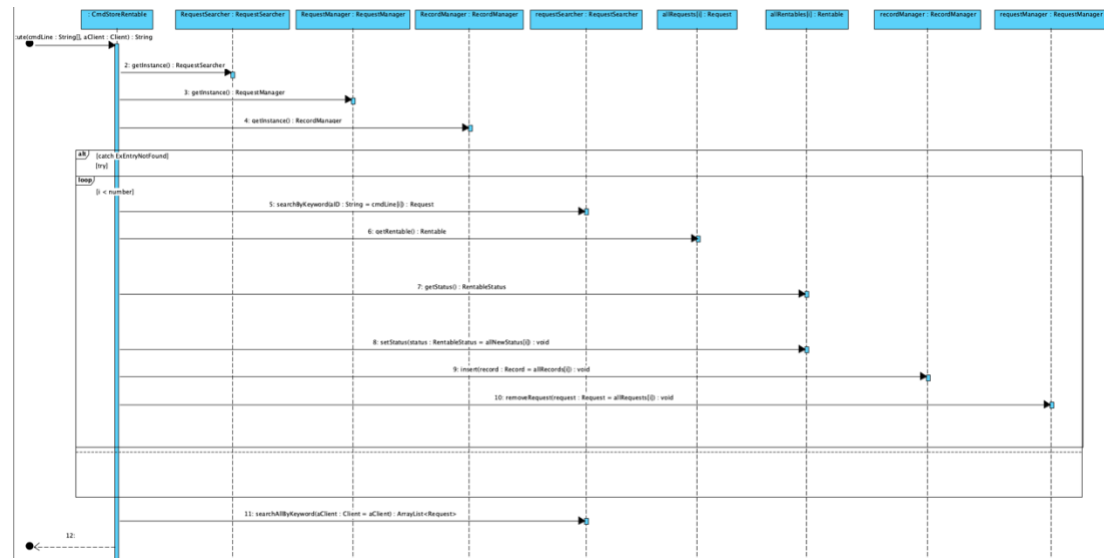 : CmdStoreRentable
RequestSearcher : RequestSearcher
RequestManager : RequestManager
RecordManager : RecordManager
requestSearcher : RequestSearcher
allRequests[i] : Request
allRentables[i] : Rentable
recordManager : RecordManager
requestManager : RequestManager
cute(cmdLine : String[], aClient : Client) : String
2: getInstance() : RequestSearcher
3: getInstance() : RequestManager
4: getInstance() : RecordManager
alt
[catch ExEntryNotFound]
[try]
loop
[i < number]
5: searchByKeyword(aID : String = cmdLine[i]) : Request
6: getRentable() : Rentable
7: getStatus() : RentableStatus
8: setStatus(status : RentableStatus = allNewStatus[i]) : void
9: insert(record : Record = allRecords[i]) : void
10: removeRequest(request : Request = allRequests[i]) : void
11: searchAllByKeyword(aClient : Client = aClient) : ArrayList<Request>
12: